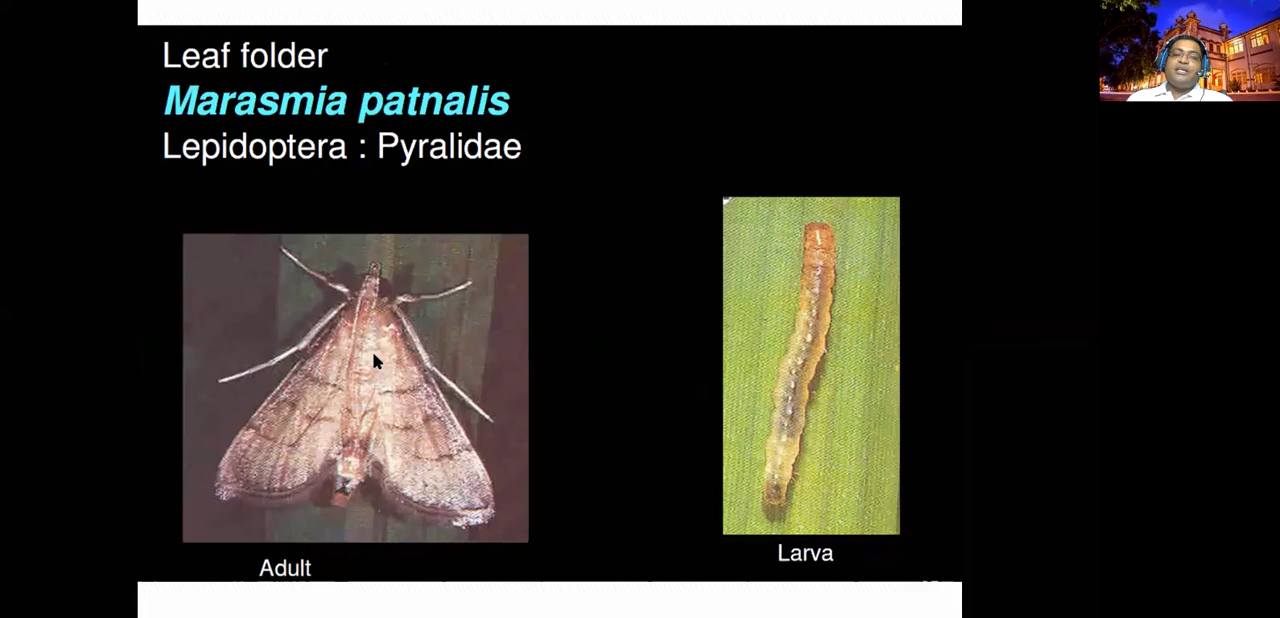 Leaf folder
Marasmia patnalis
Lepidoptera : Pyralidae
Adult
Larva